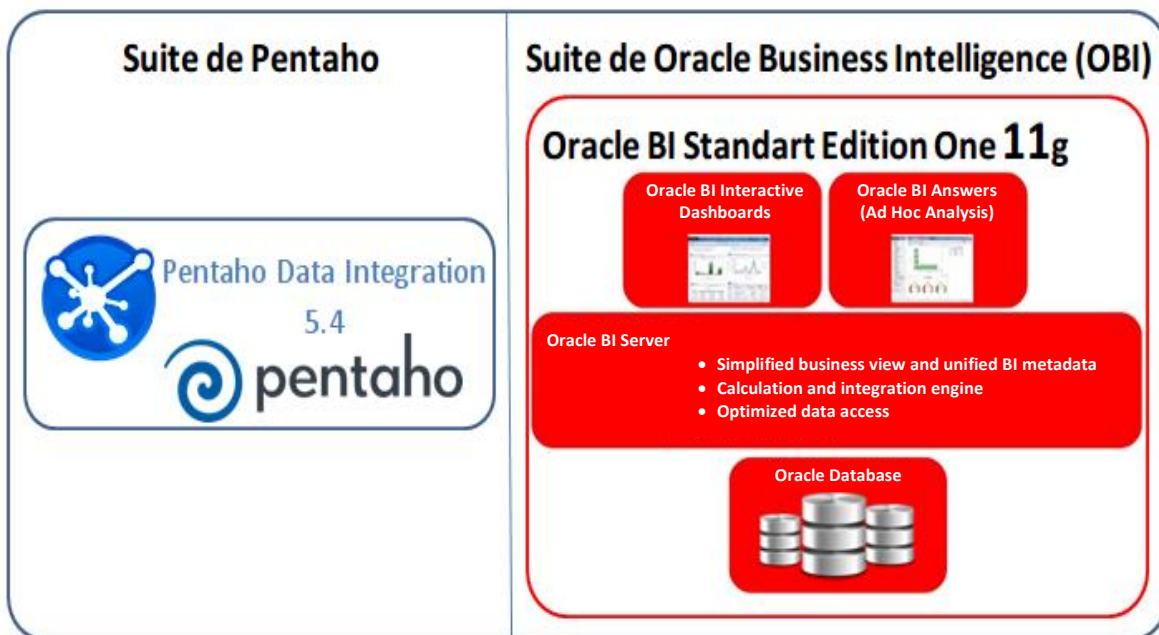 Suite de Pentaho
Pentaho Data Integration
5.4
pentaho
Suite de Oracle Business Intelligence (OBI)
Oracle BI Standart Edition One 11g
Oracle BI Interactive
Dashboards
Oracle BI Answers
(Ad Hoc Analysis)
Oracle BI Server
• Simplified business view and unified BI metadata
• Calculation and integration engine
• Optimized data access
Oracle Database